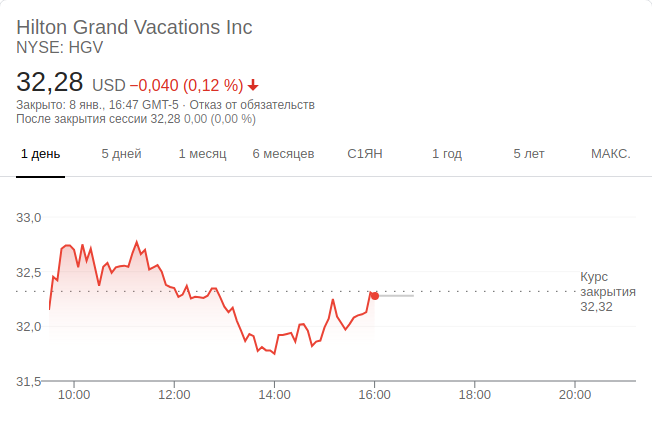 Hilton Grand Vacations Inc
NYSE: HGV
32,28 USD −0,040 (0,12 %)
Закрыто: 8 янв., 16:47 GMT-5 · Отказ от обязательств
После закрытия сессии 32,28 0,00 (0,00 %)
1 день 5 дней 1 месяц 6 месяцев С1ЯН 1 год 5 лет МАКС.
33,0
32,5
32,0
31,5
Курс
закрытия
32,32
10:00 12:00 14:00 16:00 18:00 20:00